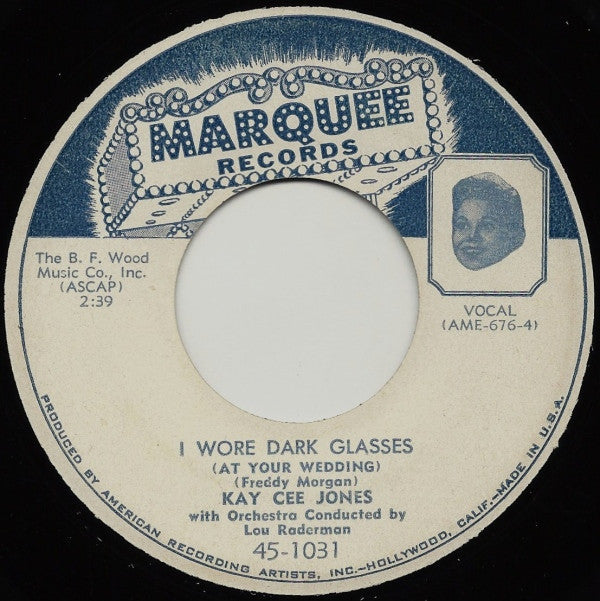 MARQUEE
RECORDS
The B. F. Wood
Music Co., Inc.
(ASCAP)
2:39
VOCAL
(AME-676-4)
I WORE DARK GLASSES
(AT YOUR WEDDING)
(Freddy Morgan)
KAY CEE JONES
with Orchestra Conducted by
Lou Raderman
45-1031
PRODUCED BY AMERICAN RECORDING ARTISTS, INC.—HOLLYWOOD, CALIF.—MADE IN U.S.A.